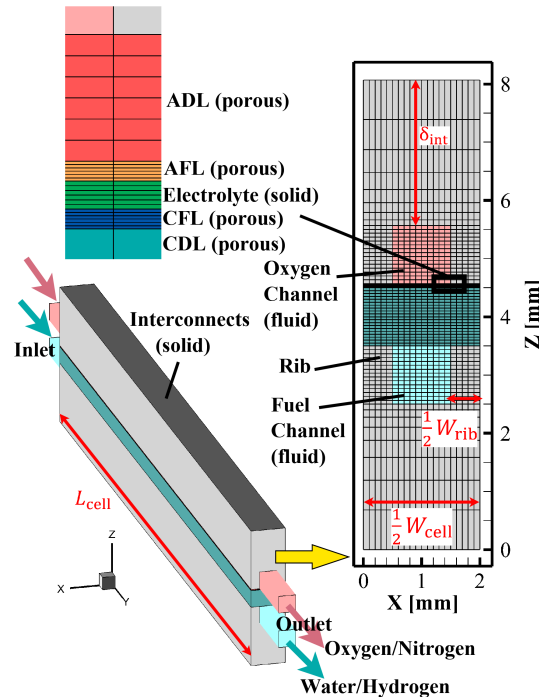 ADL (porous)
AFL (porous)
Electrolyte (solid)
CFL (porous)
CDL (porous)
Inlet
Interconnects
(solid)
L_cell
Z
X
Y
Outlet
Oxygen/Nitrogen
Water/Hydrogen
δ_int
Oxygen
Channel
(fluid)
Rib
Fuel
Channel
(fluid)
1/2 W_rib
1/2 W_cell
8
6
4
2
0
Z [mm]
0 1 2
X [mm]